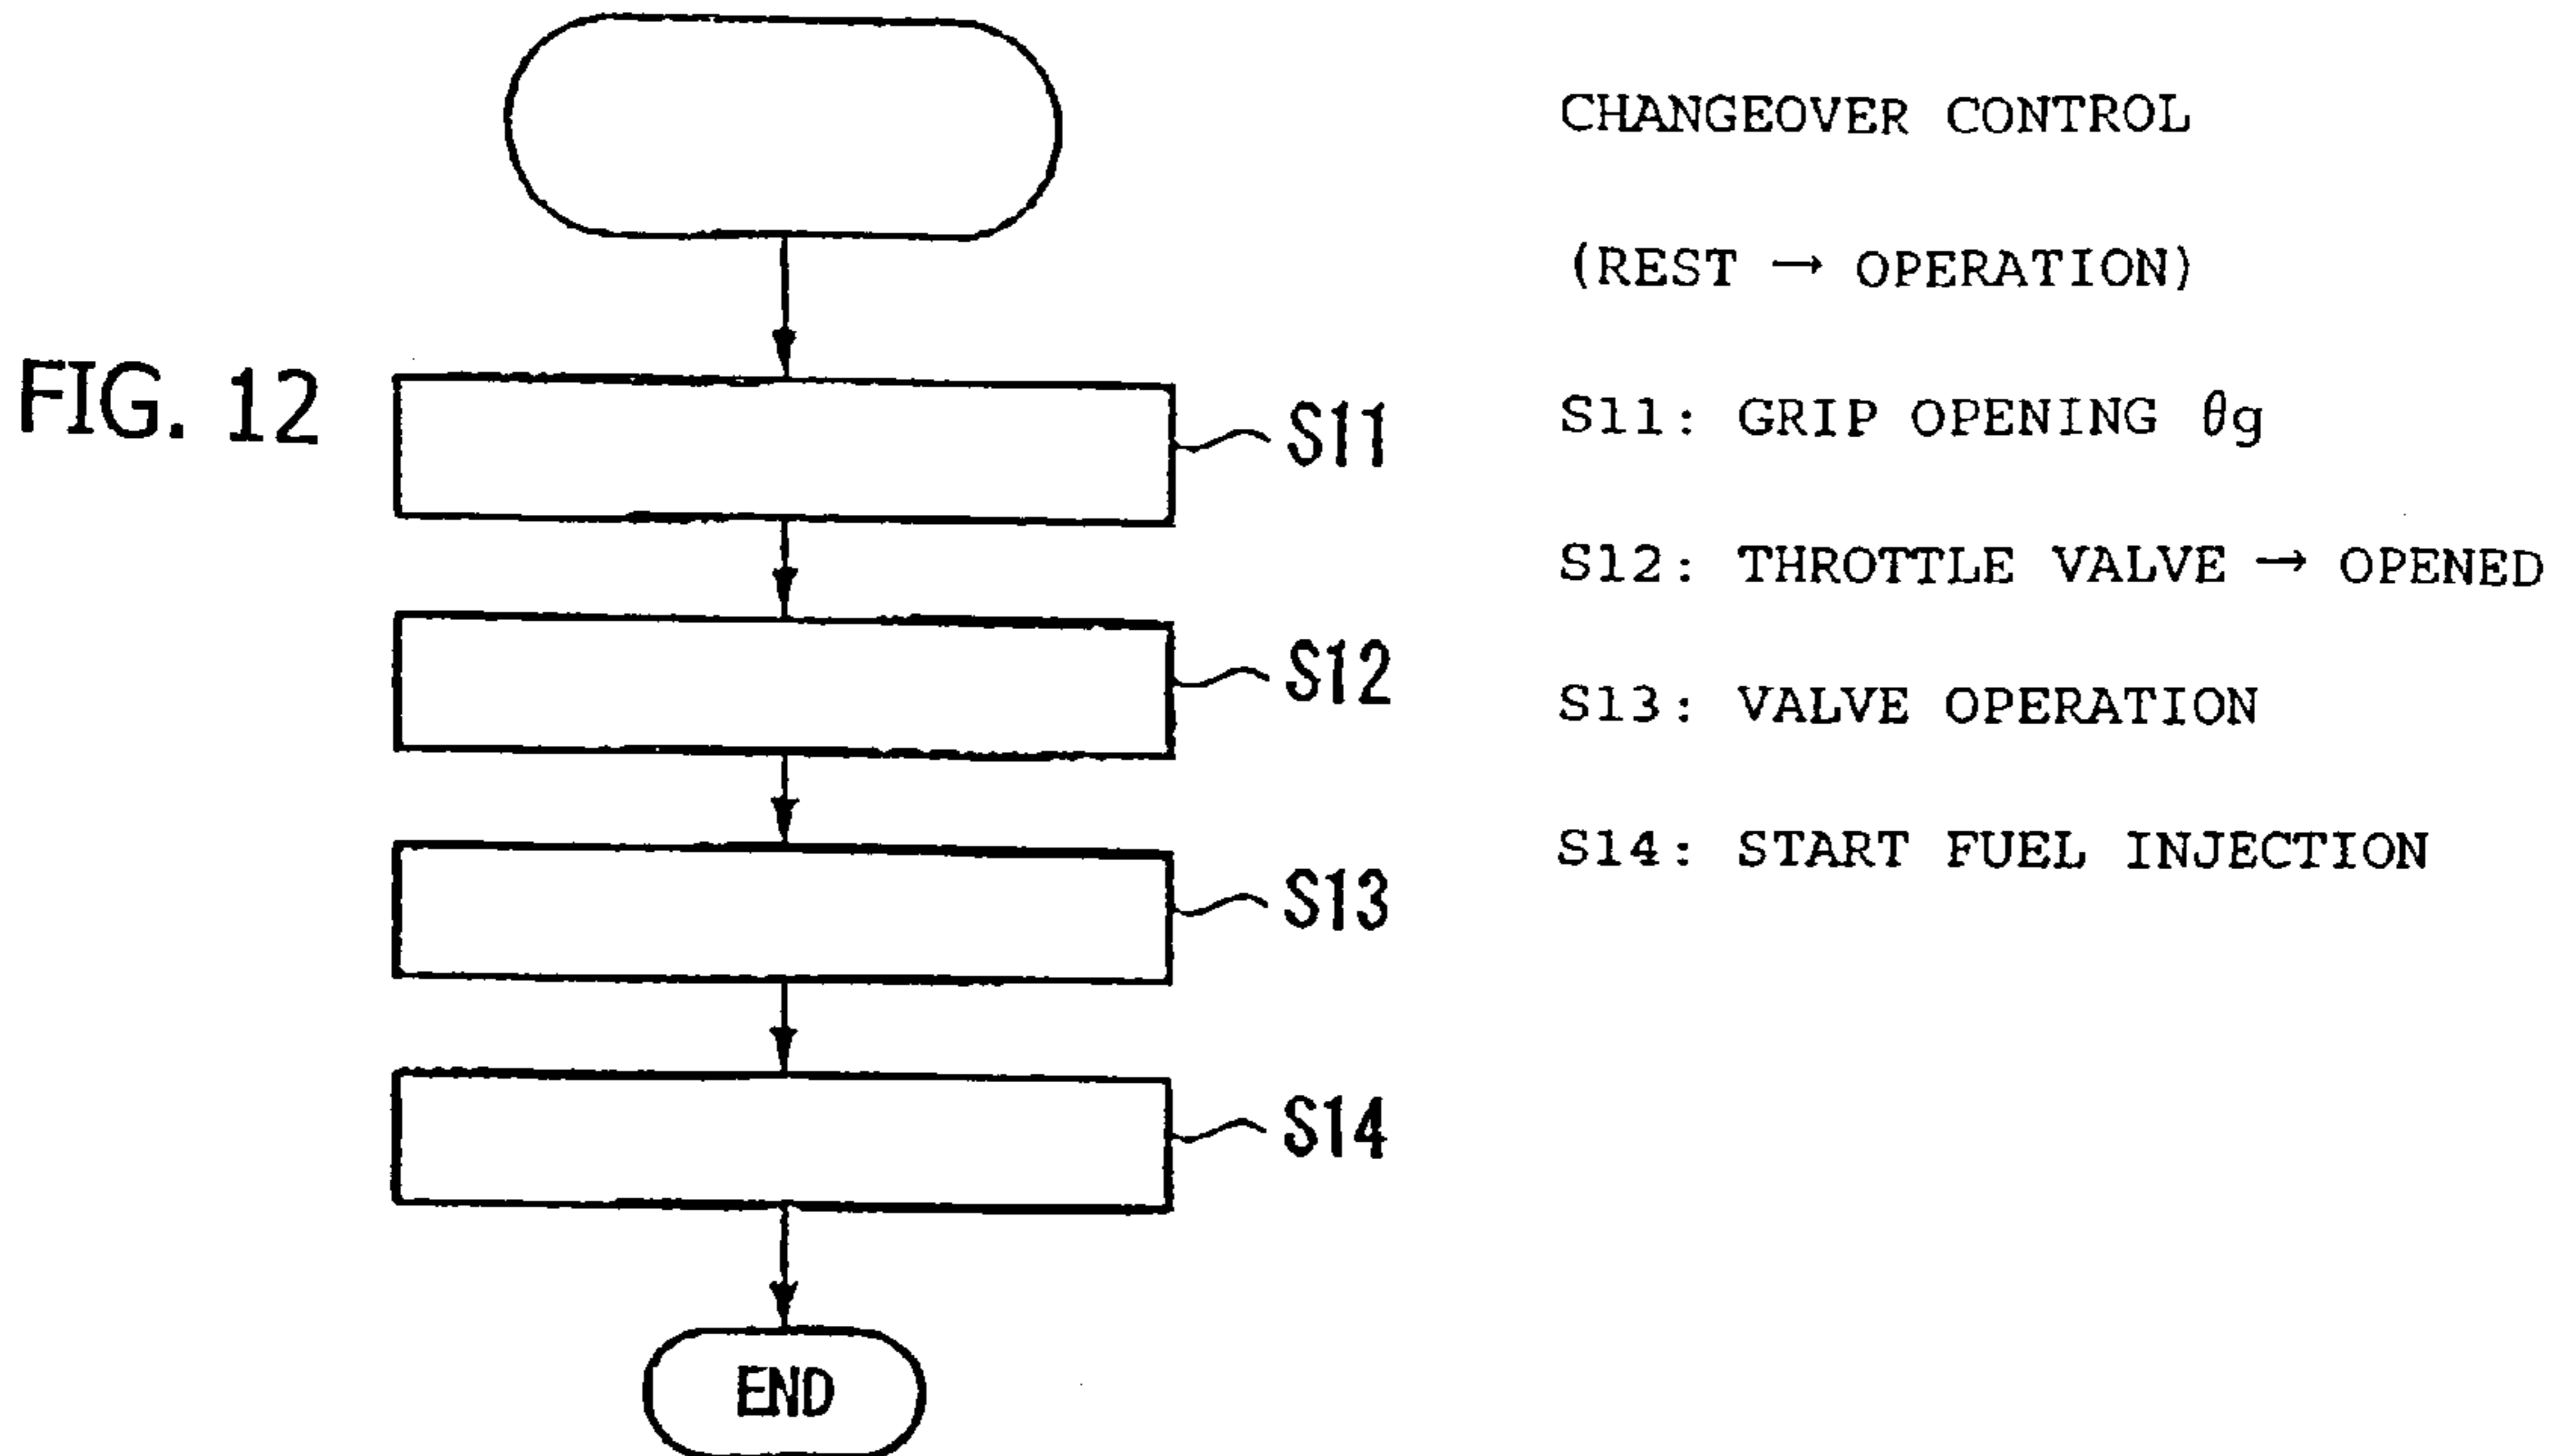 FIG. 12
S11
S12
S13
S14
END
CHANGEOVER CONTROL
(REST → OPERATION)
S11: GRIP OPENING θg
S12: THROTTLE VALVE → OPENED
S13: VALVE OPERATION
S14: START FUEL INJECTION